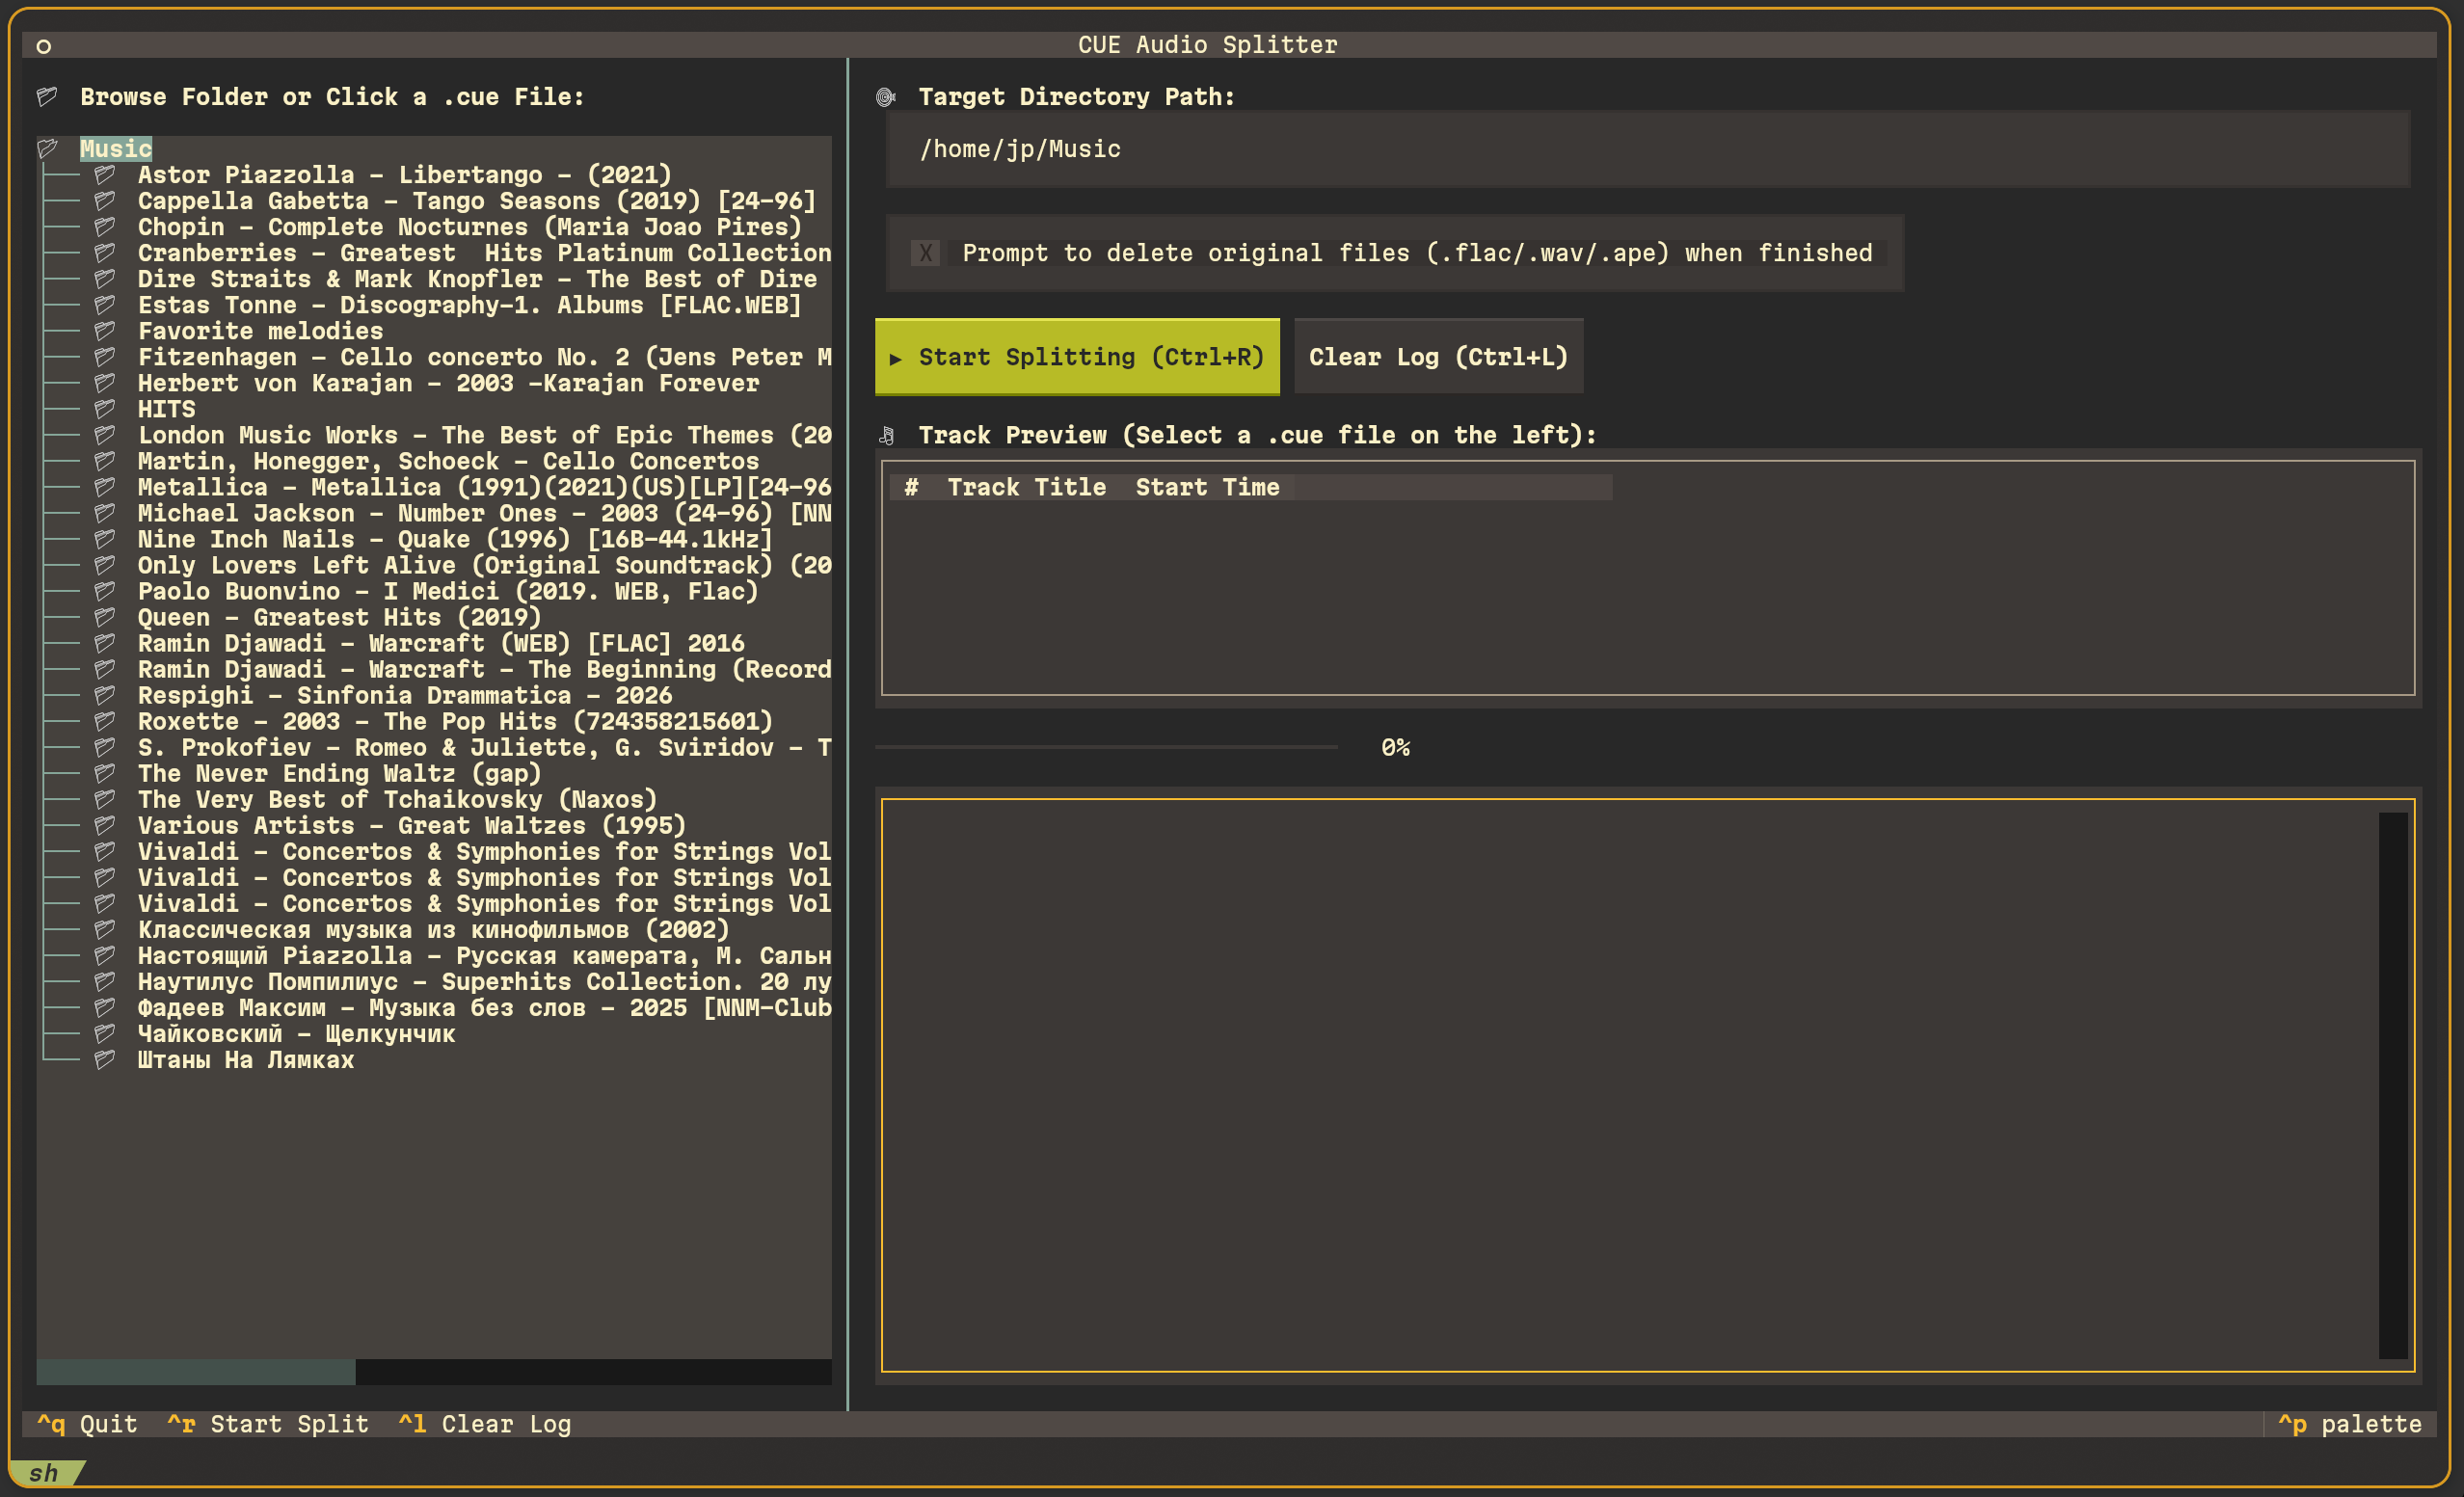 CUE Audio Splitter
Browse Folder or Click a .cue File:
Music
Astor Piazzolla - Libertango - (2021)
Cappella Gabetta - Tango Seasons (2019) [24-96]
Chopin - Complete Nocturnes (Maria Joao Pires)
Cranberries - Greatest  Hits Platinum Collection
Dire Straits & Mark Knopfler - The Best of Dire
Estas Tonne - Discography-1. Albums [FLAC.WEB]
Favorite melodies
Fitzenhagen - Cello concerto No. 2 (Jens Peter M
Herbert von Karajan - 2003 -Karajan Forever
HITS
London Music Works - The Best of Epic Themes (20
Martin, Honegger, Schoeck - Cello Concertos
Metallica - Metallica (1991)(2021)(US)[LP][24-96
Michael Jackson - Number Ones - 2003 (24-96) [NN
Nine Inch Nails - Quake (1996) [16B-44.1kHz]
Only Lovers Left Alive (Original Soundtrack) (20
Paolo Buonvino - I Medici (2019. WEB, Flac)
Queen - Greatest Hits (2019)
Ramin Djawadi - Warcraft (WEB) [FLAC] 2016
Ramin Djawadi - Warcraft - The Beginning (Record
Respighi - Sinfonia Drammatica - 2026
Roxette - 2003 - The Pop Hits (724358215601)
S. Prokofiev - Romeo & Juliette, G. Sviridov - T
The Never Ending Waltz (gap)
The Very Best of Tchaikovsky (Naxos)
Various Artists - Great Waltzes (1995)
Vivaldi - Concertos & Symphonies for Strings Vol
Vivaldi - Concertos & Symphonies for Strings Vol
Vivaldi - Concertos & Symphonies for Strings Vol
Классическая музыка из кинофильмов (2002)
Настоящий Piazzolla - Русская камерата, М. Сальн
Наутилус Помпилиус - Superhits Collection. 20 лу
Фадеев Максим - Музыка без слов - 2025 [NNM-Club
Чайковский - Щелкунчик
Штаны На Лямках
Target Directory Path:
/home/jp/Music
X Prompt to delete original files (.flac/.wav/.ape) when finished
▶ Start Splitting (Ctrl+R) Clear Log (Ctrl+L)
Track Preview (Select a .cue file on the left):
# Track Title Start Time
0%
^q Quit ^r Start Split ^l Clear Log ^p palette
sh